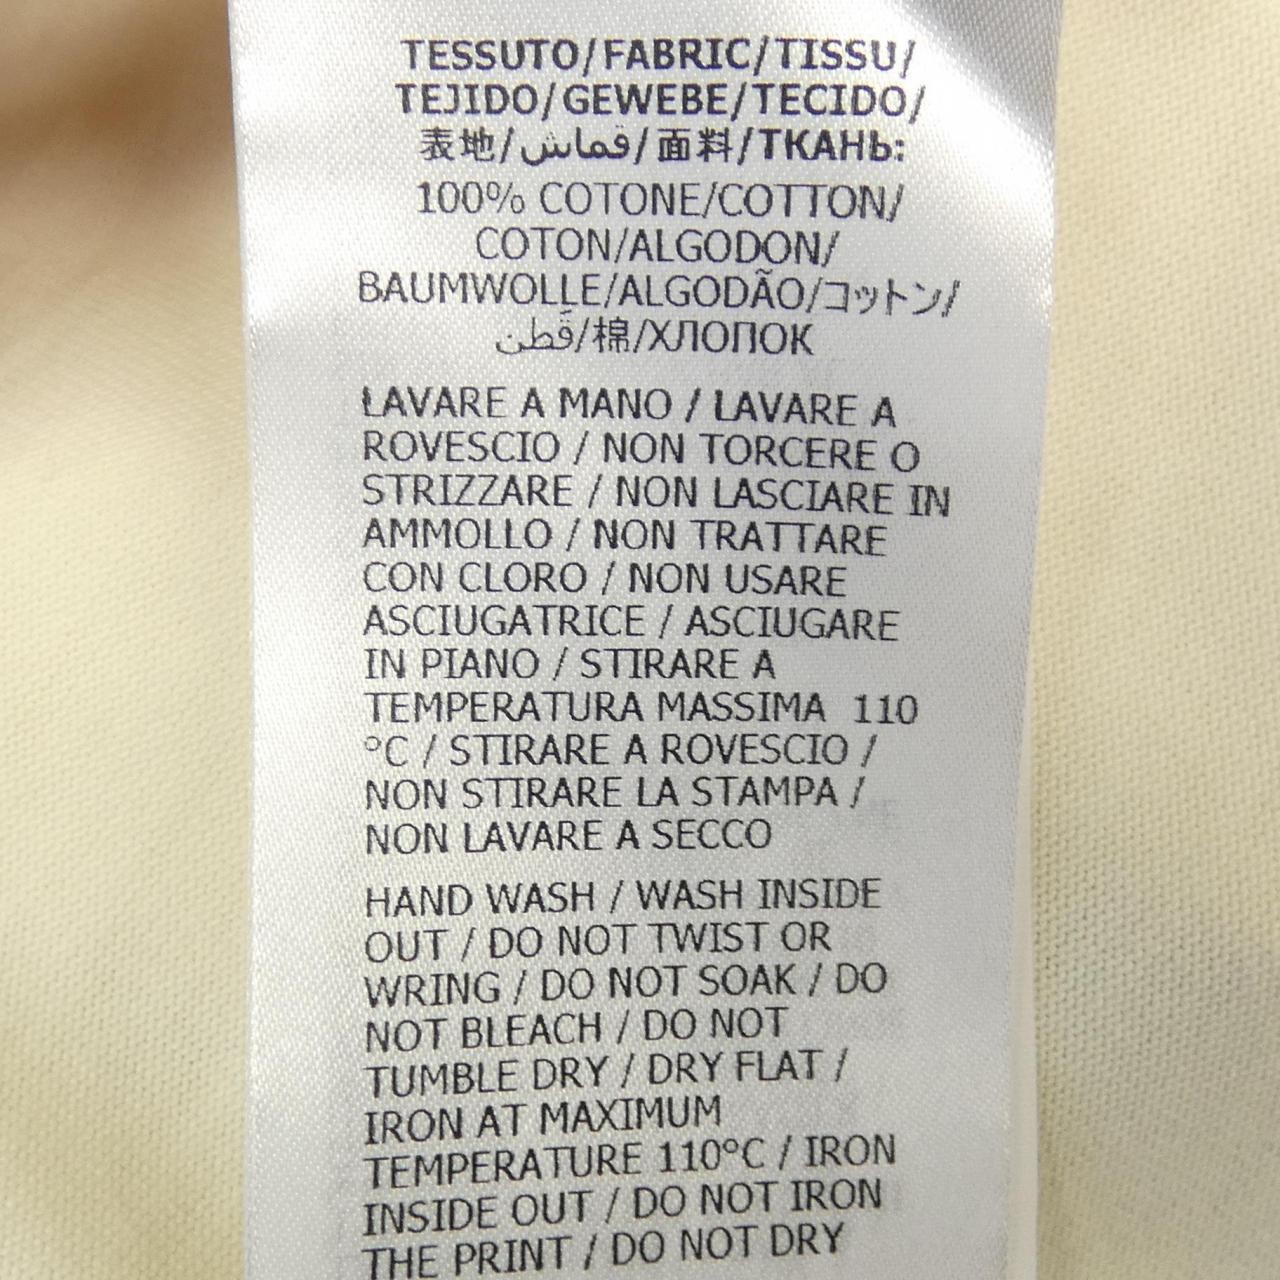 TESSUTO/FABRIC/TISSU/
TEJIDO/GEWEBE/TECIDO/
表地/قماش/面料/ТКАНЬ:
100% COTONE/COTTON/
COTON/ALGODON/
BAUMWOLLE/ALGODÃO/コットン/
قَطن/棉/ХЛОПОК
LAVARE A MANO / LAVARE A
ROVESCIO / NON TORCERE O
STRIZZARE / NON LASCIARE IN
AMMOLLO / NON TRATTARE
CON CLORO / NON USARE
ASCIUGATRICE / ASCIUGARE
IN PIANO / STIRARE A
TEMPERATURA MASSIMA 110
°C / STIRARE A ROVESCIO /
NON STIRARE LA STAMPA /
NON LAVARE A SECCO
HAND WASH / WASH INSIDE
OUT / DO NOT TWIST OR
WRING / DO NOT SOAK / DO
NOT BLEACH / DO NOT
TUMBLE DRY / DRY FLAT /
IRON AT MAXIMUM
TEMPERATURE 110°C / IRON
INSIDE OUT / DO NOT IRON
THE PRINT / DO NOT DRY